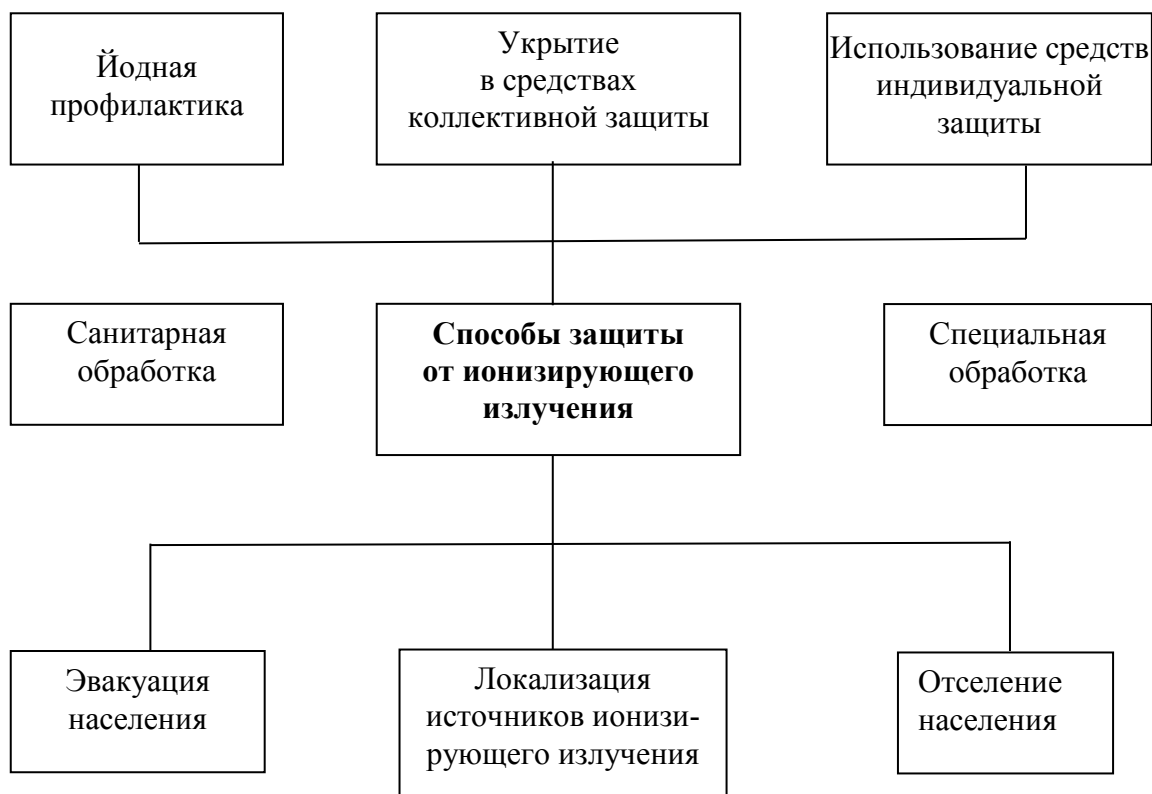 Йодная
профилактика
Укрытие
в средствах
коллективной защиты
Использование средств
индивидуальной
защиты
Санитарная
обработка
Способы защиты
от ионизирующего
излучения
Специальная
обработка
Эвакуация
населения
Локализация
источников ионизи-
рующего излучения
Отселение
населения